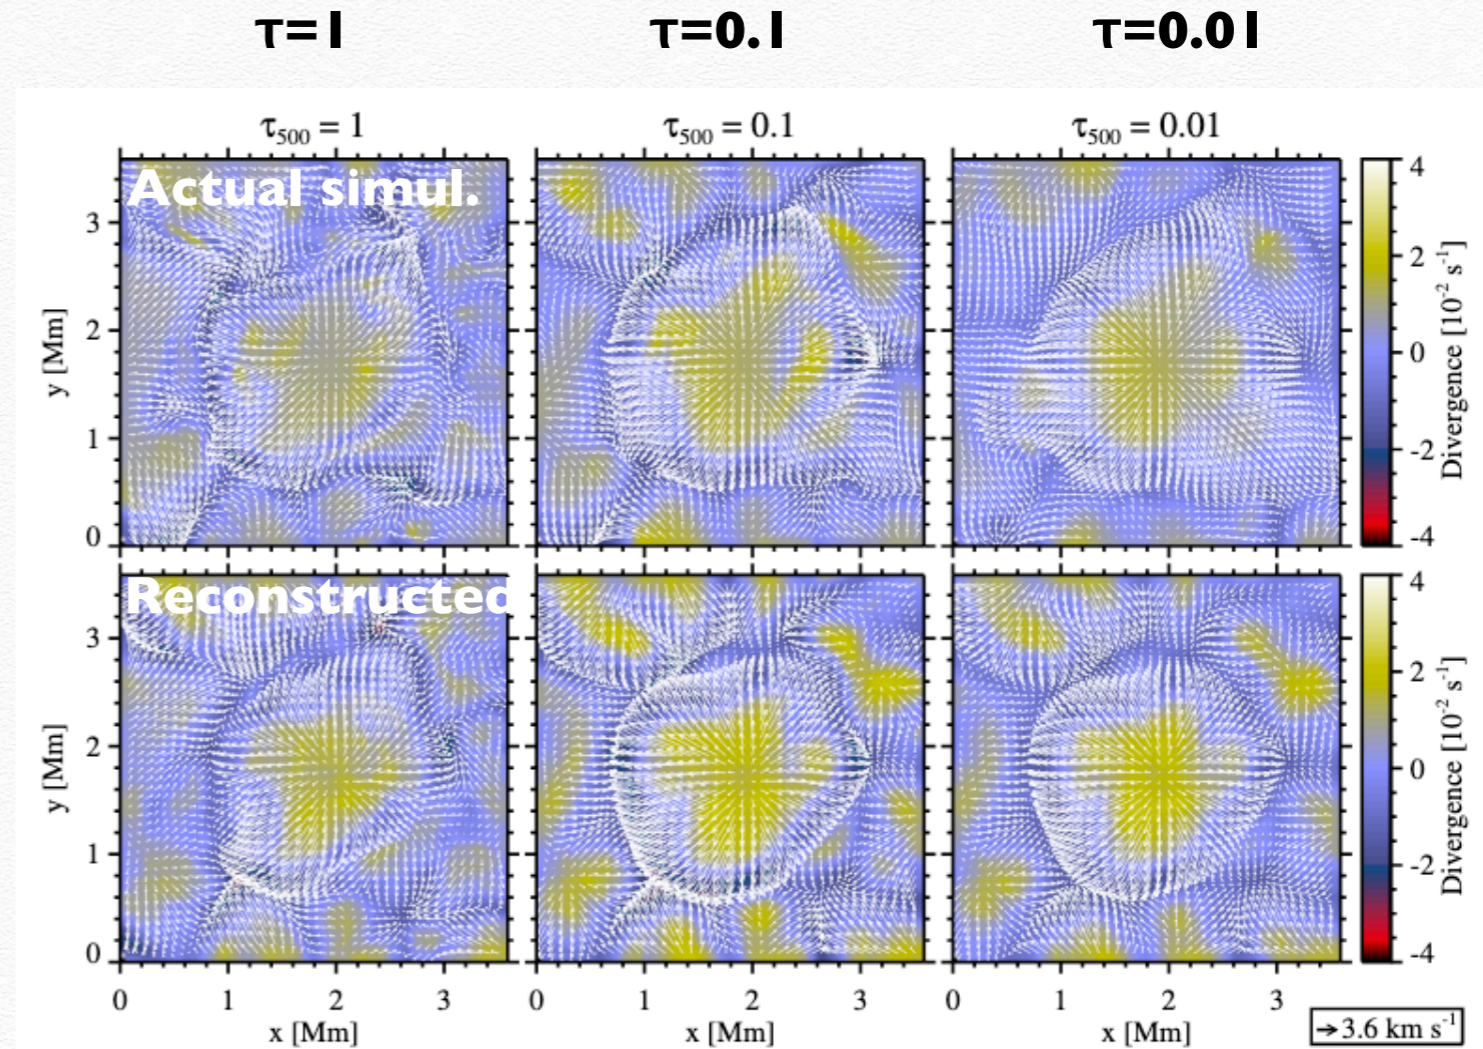 τ=1 τ=0.1 τ=0.01
τ₅₀₀ = 1 τ₅₀₀ = 0.1 τ₅₀₀ = 0.01
Actual simul.
y [Mm]
3
2
1
0
4
2
0
-2
-4
Divergence [10⁻² s⁻¹]
Reconstructed
y [Mm]
3
2
1
0
4
2
0
-2
-4
Divergence [10⁻² s⁻¹]
0 1 2 3 0 1 2 3 0 1 2 3
x [Mm] x [Mm] x [Mm]
→3.6 km s⁻¹